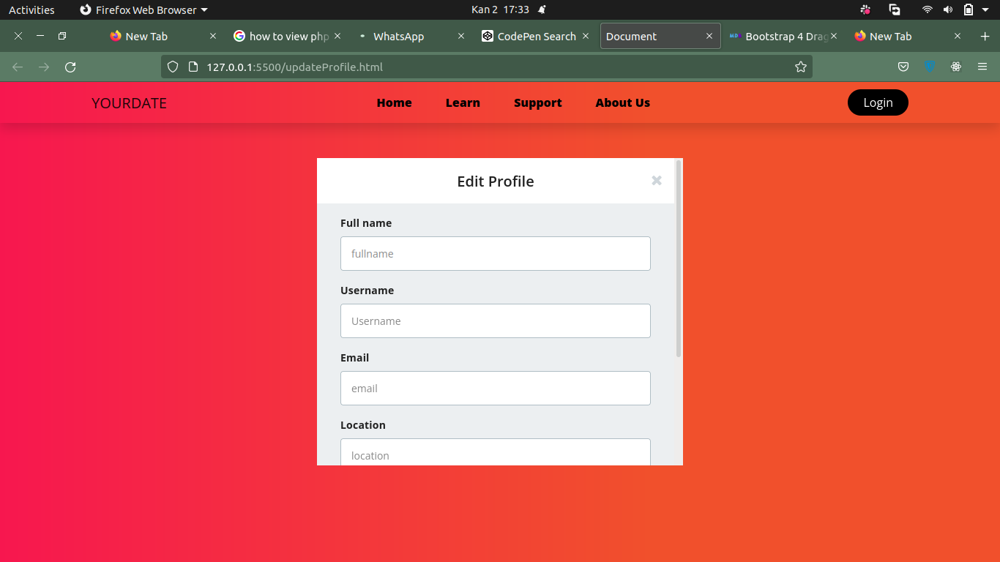 Activities
Firefox Web Browser
Kan 2 17:33
New Tab
how to view php
WhatsApp
CodePen Search
Document
Bootstrap 4 Drag
New Tab
127.0.0.1:5500/updateProfile.html
YOURDATE
Home
Learn
Support
About Us
Login
Edit Profile
Full name
fullname
Username
Username
Email
email
Location
location